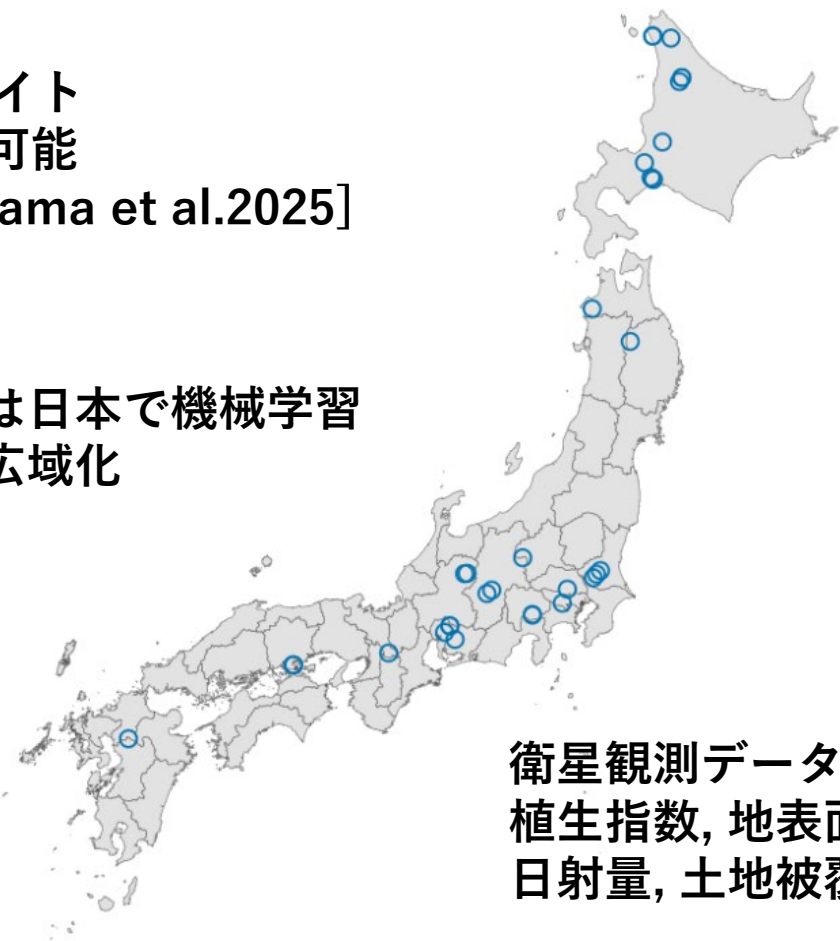 イト
可能
ama et al.2025]
は日本で機械学習
広域化
衛星観測データ
植生指数, 地表面
日射量, 土地被覆